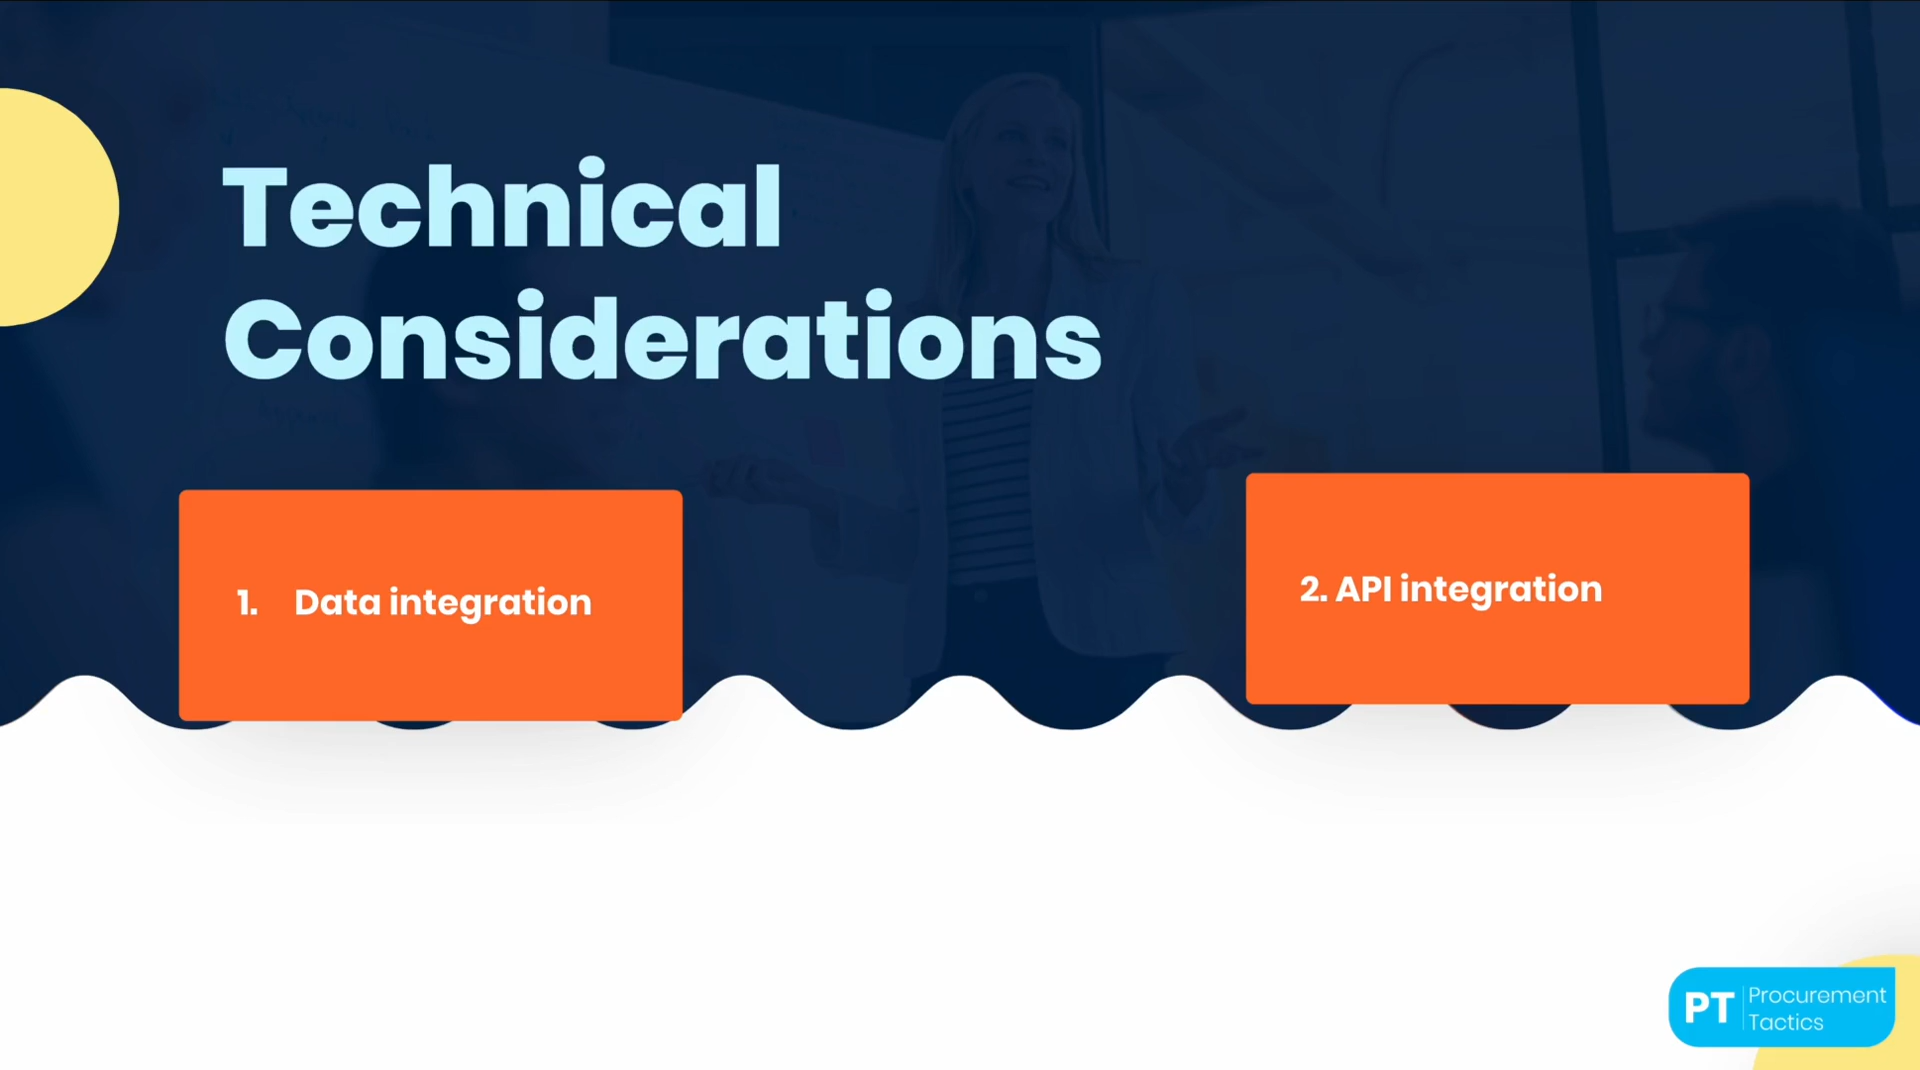 Technical
Considerations
1. Data integration
2. API integration
PT
Procurement
Tactics